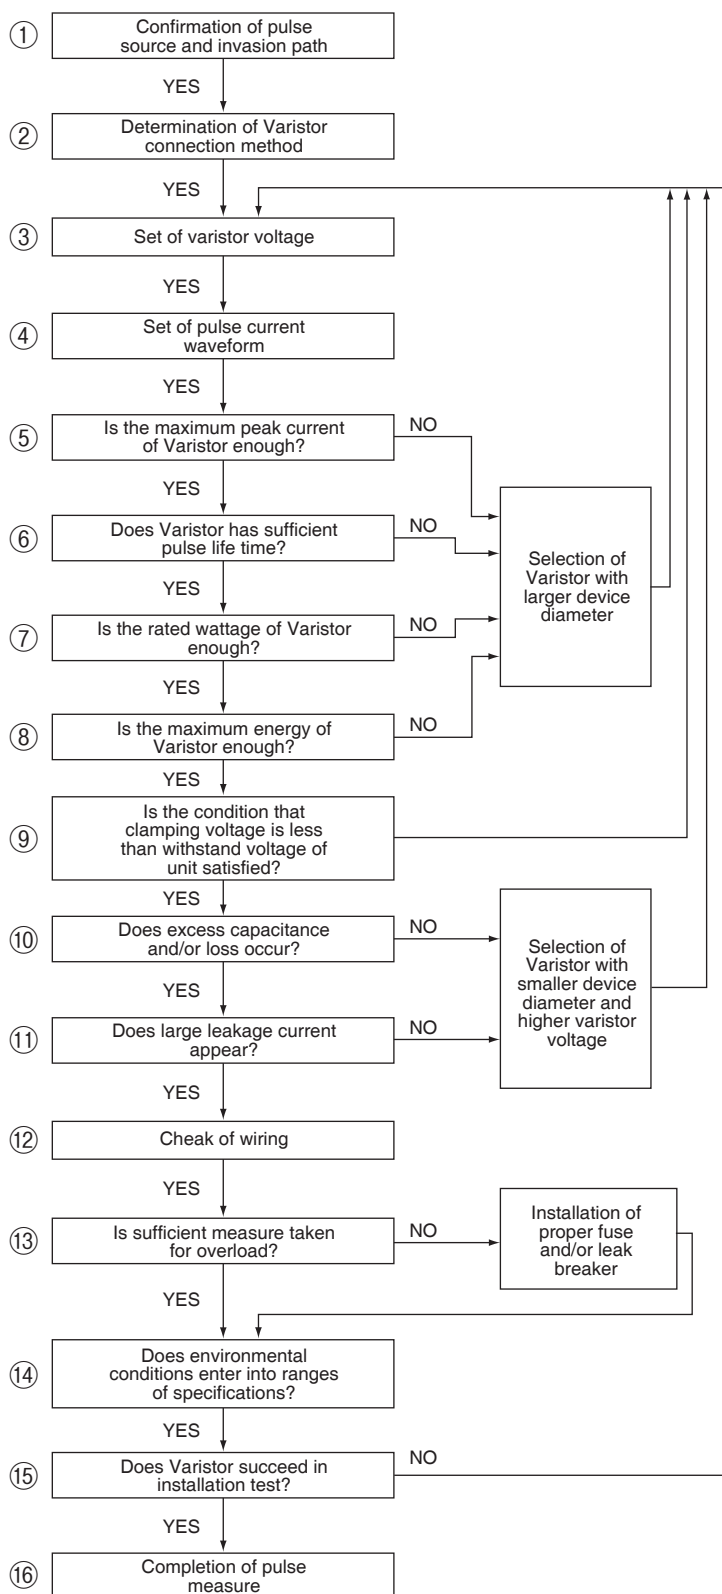 ①
Confirmation of pulse
source and invasion path
YES
②
Determination of Varistor
connection method
YES
③
Set of varistor voltage
YES
④
Set of pulse current
waveform
YES
⑤
Is the maximum peak current
of Varistor enough?
NO
YES
⑥
Does Varistor has sufficient
pulse life time?
NO
Selection of
Varistor with
larger device
diameter
YES
⑦
Is the rated wattage of Varistor
enough?
NO
YES
⑧
Is the maximum energy of
Varistor enough?
NO
YES
⑨
Is the condition that
clamping voltage is less
than withstand voltage of
unit satisfied?
YES
⑩
Does excess capacitance
and/or loss occur?
NO
Selection of
Varistor with
smaller device
diameter and
higher varistor
voltage
YES
⑪
Does large leakage current
appear?
NO
YES
⑫
Cheak of wiring
YES
⑬
Is sufficient measure taken
for overload?
NO
Installation of
proper fuse
and/or leak
breaker
YES
⑭
Does environmental
conditions enter into ranges
of specifications?
YES
⑮
Does Varistor succeed in
installation test?
NO
YES
⑯
Completion of pulse
measure